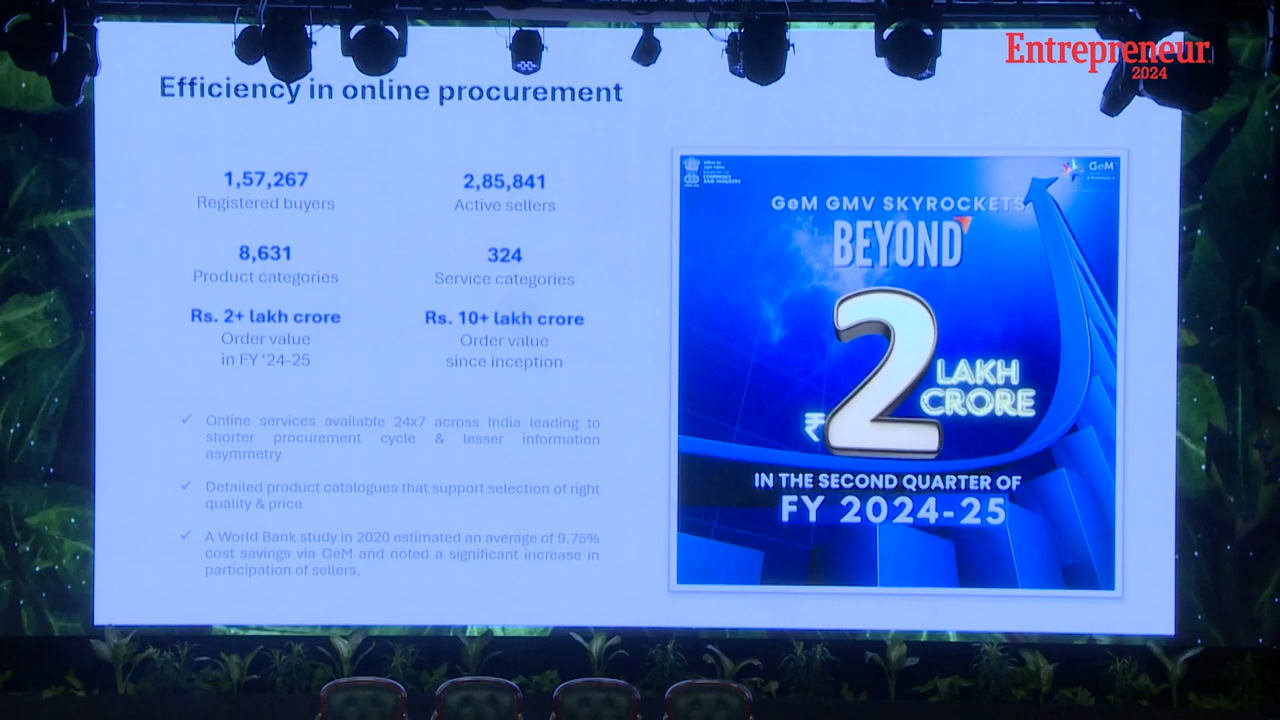 Entrepreneur
2024
Efficiency in online procurement
1,57,267
Registered buyers
2,85,841
Active sellers
8,631
Product categories
324
Service categories
Rs. 2+ lakh crore
Order value
in FY '24-25
Rs. 10+ lakh crore
Order value
since inception
✓ Online services available 24x7 across India leading to
shorter procurement cycle & lesser information
asymmetry
✓ Detailed product catalogues that support selection of right
quality & price
✓ A World Bank study in 2020 estimated an average of 9.75%
cost savings via GeM and noted a significant increase in
participation of sellers.
MINISTRY OF
COMMERCE
AND INDUSTRY
GeM
GeM GMV SKYROCKETS
BEYOND
₹2
LAKH
CRORE
IN THE SECOND QUARTER OF
FY 2024-25